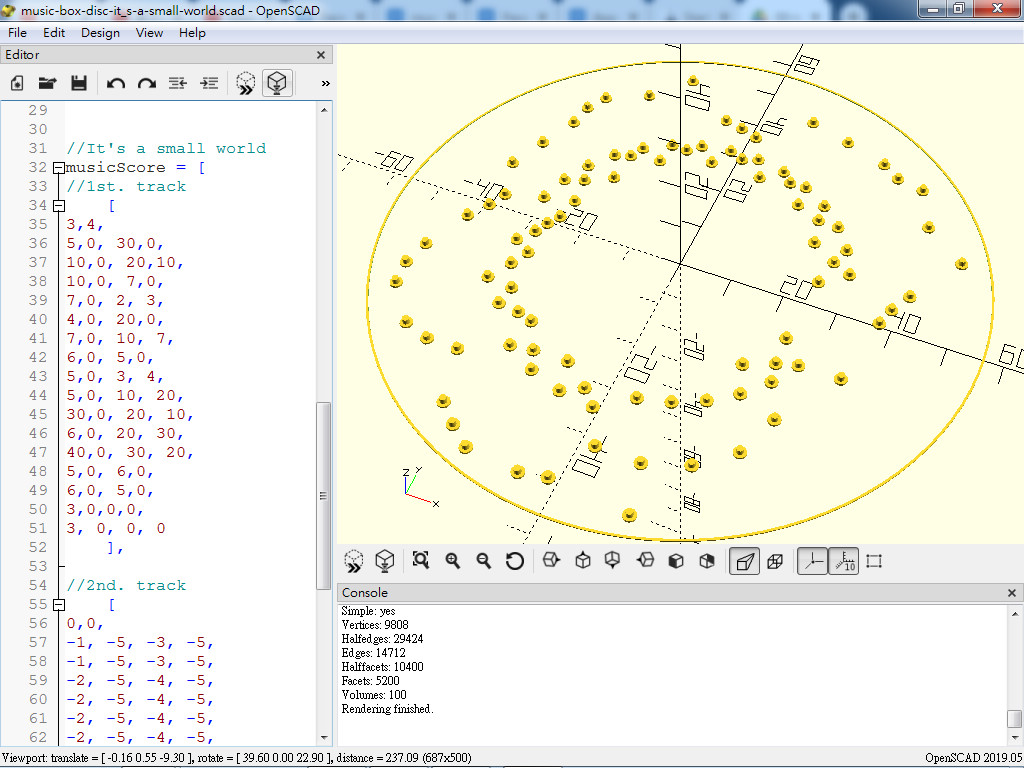 music-box-disc-it_s-a-small-world.scad - OpenSCAD
File Edit Design View Help
Editor
29
30
31 //It's a small world
32 musicScore = [
33 //1st. track
34 [
35 3,4,
36 5,0, 30,0,
37 10,0, 20,10,
38 10,0, 7,0,
39 7,0, 2, 3,
40 4,0, 20,0,
41 7,0, 10, 7,
42 6,0, 5,0,
43 5,0, 3, 4,
44 5,0, 10, 20,
45 30,0, 20, 10,
46 6,0, 20, 30,
47 40,0, 30, 20,
48 5,0, 6,0,
49 6,0, 5,0,
50 3,0,0,0,
51 3, 0, 0, 0
52 ],
53
54 //2nd. track
55 [
56 0,0,
57 -1, -5, -3, -5,
58 -1, -5, -3, -5,
59 -2, -5, -4, -5,
60 -2, -5, -4, -5,
61 -2, -5, -4, -5,
62 -2, -5, -4, -5,
60
40
20
20
40
60
Z
Y
X
10
Console
Simple: yes
Vertices: 9808
Halfedges: 29424
Edges: 14712
Halffacets: 10400
Facets: 5200
Volumes: 100
Rendering finished.
Viewport: translate = [ -0.16 0.55 -9.30 ], rotate = [ 39.60 0.00 22.90 ], distance = 237.09 (687x500)
OpenSCAD 2019.05